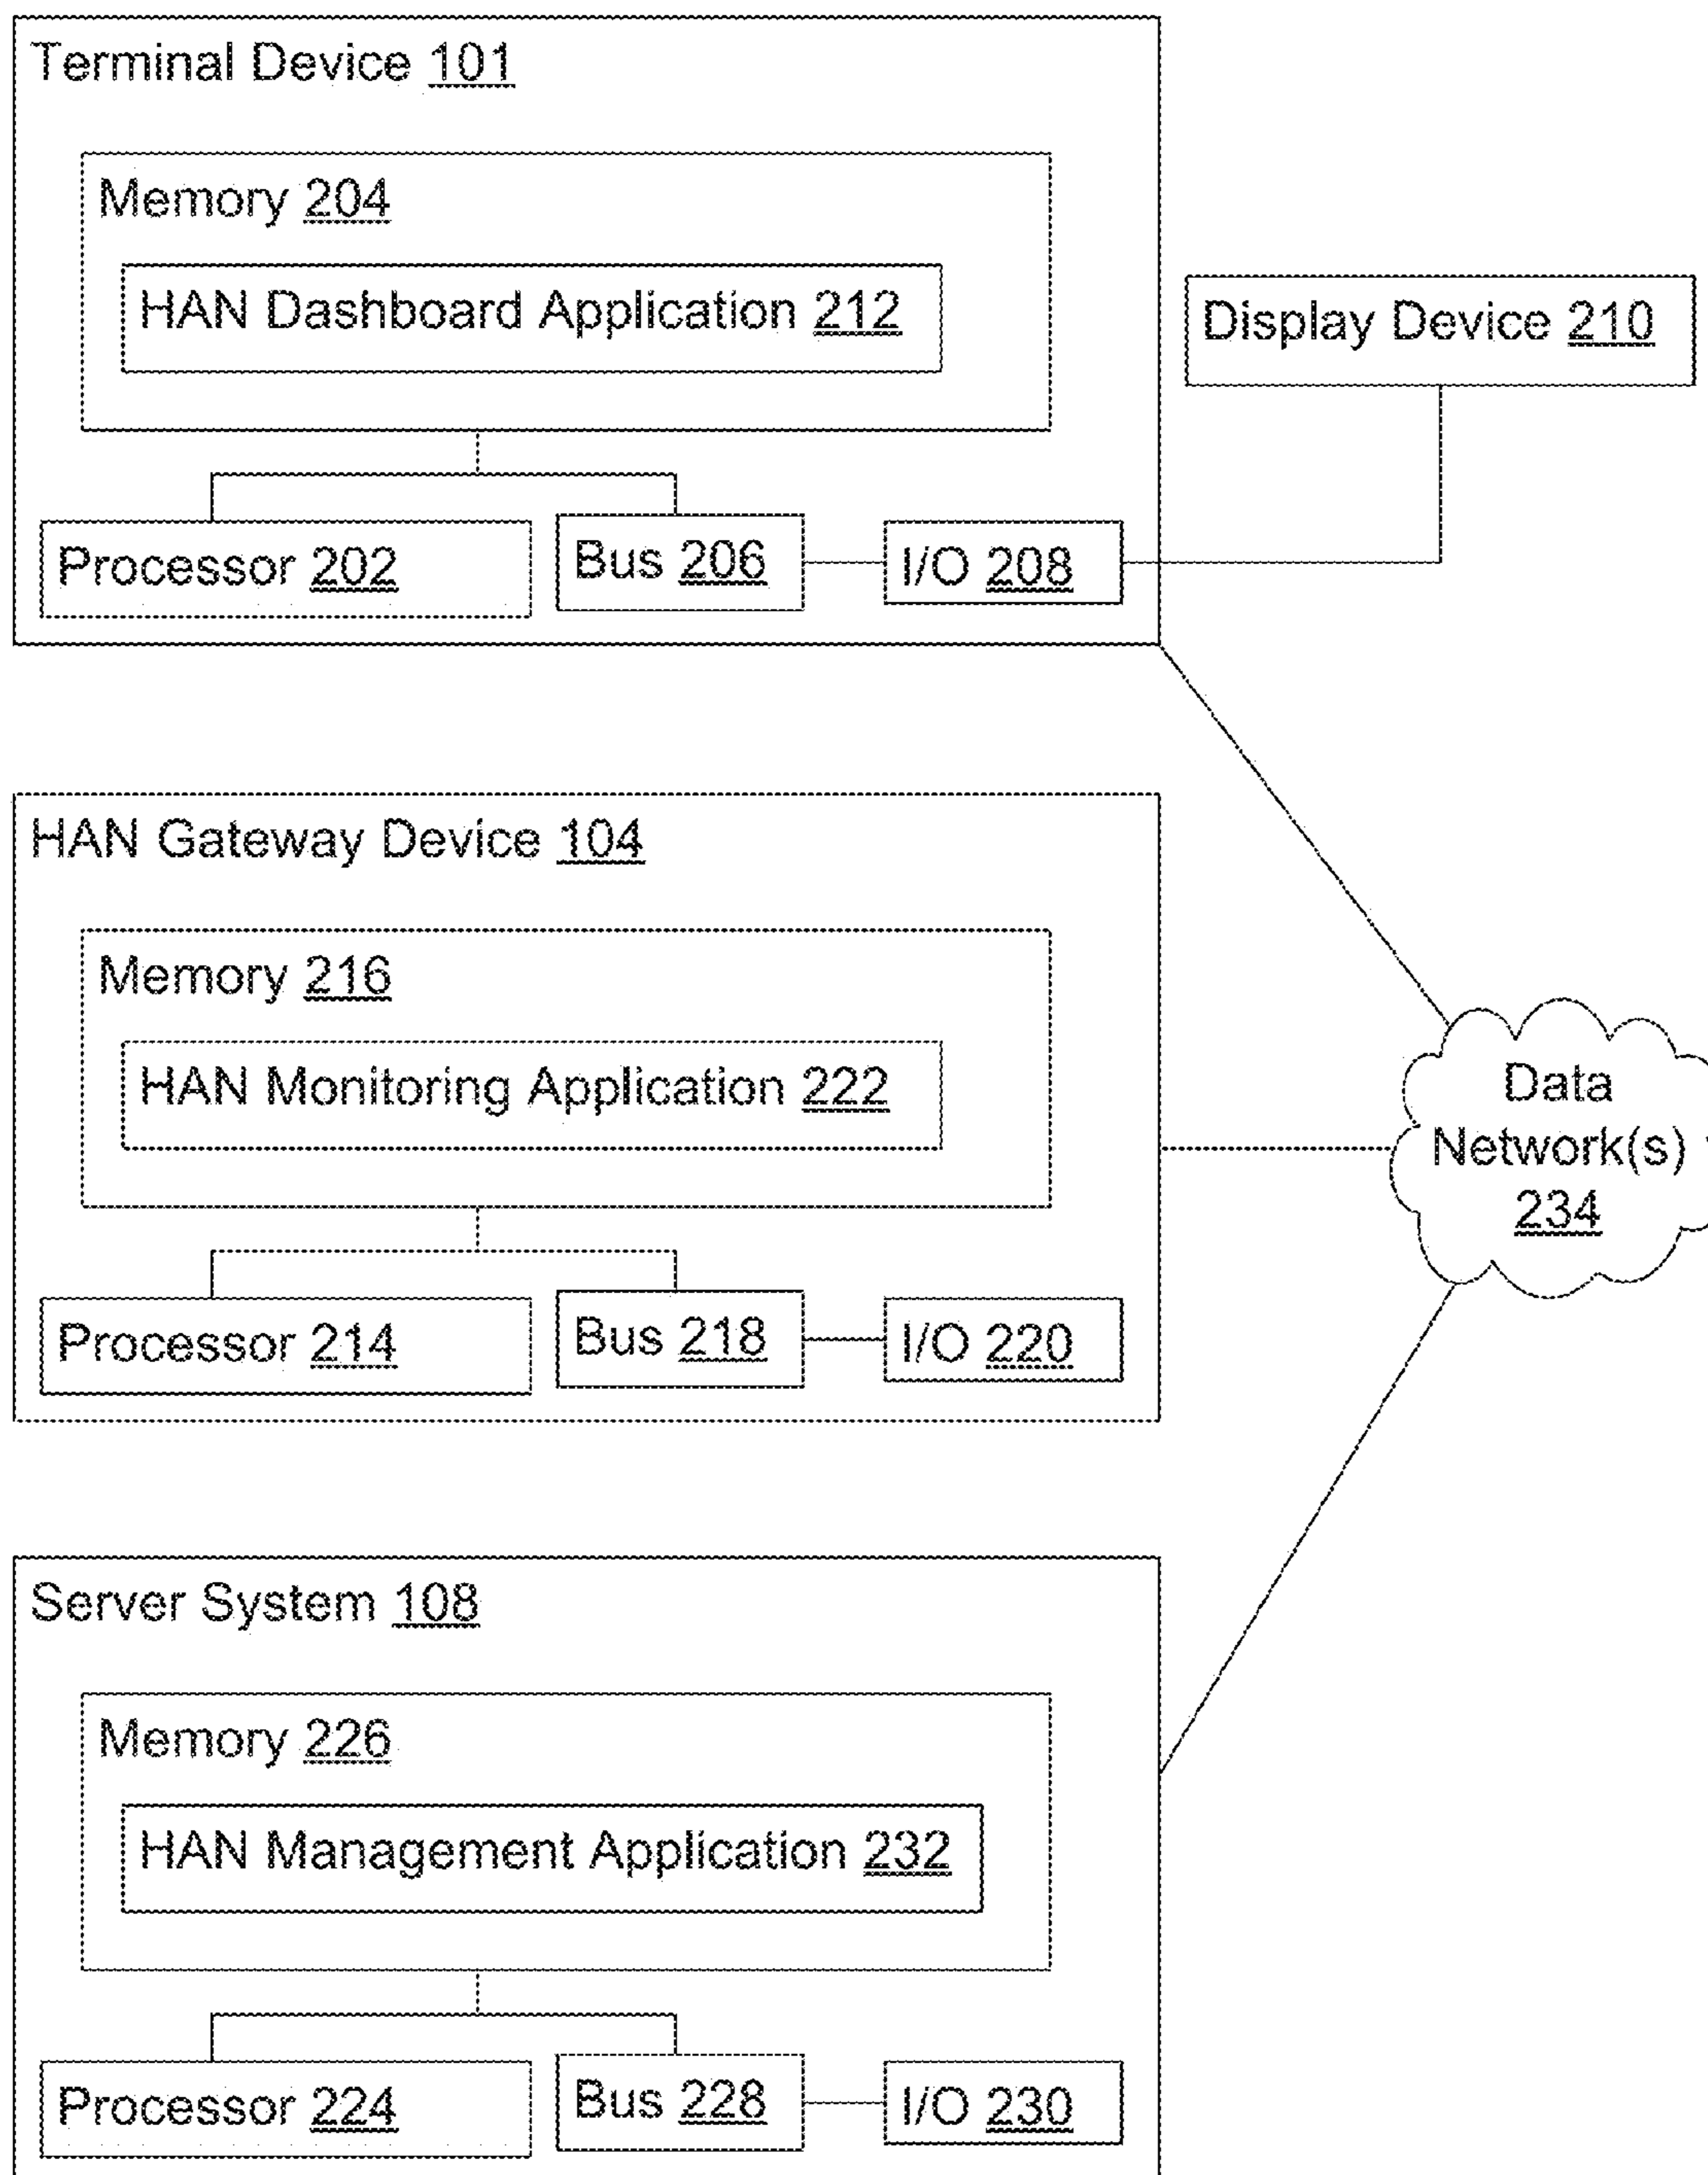 Terminal Device 101
Memory 204
HAN Dashboard Application 212
Display Device 210
Processor 202
Bus 206
I/O 208
HAN Gateway Device 104
Memory 216
HAN Monitoring Application 222
Data
Network(s)
234
Processor 214
Bus 218
I/O 220
Server System 108
Memory 226
HAN Management Application 232
Processor 224
Bus 228
I/O 230